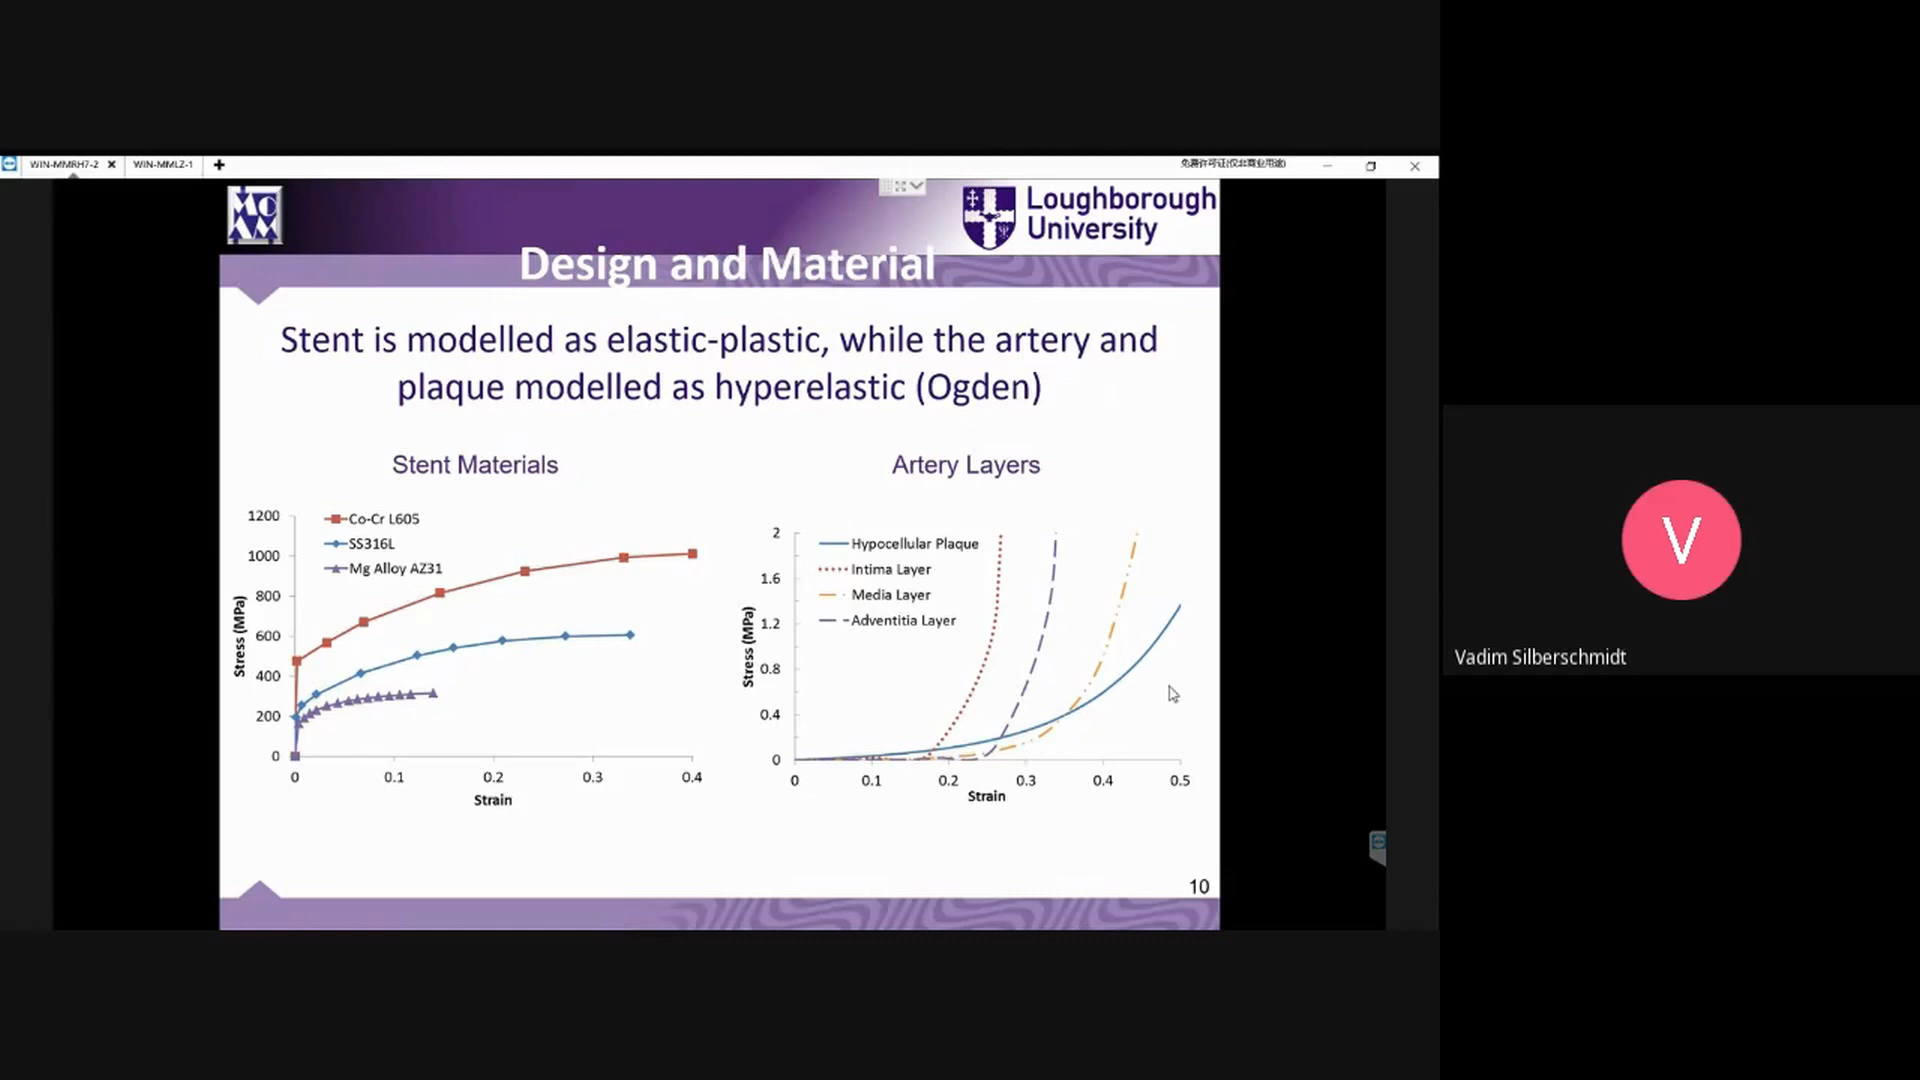 WIN-MMRH7-2
WIN-MMLZ-1
免费许可证(仅非商业用途)
MCAM
Loughborough
University
Design and Material
Stent is modelled as elastic-plastic, while the artery and
plaque modelled as hyperelastic (Ogden)
Stent Materials
1200
1000
800
600
400
200
0
Stress (MPa)
Co-Cr L605
SS316L
Mg Alloy AZ31
0 0.1 0.2 0.3 0.4
Strain
Artery Layers
2
1.6
1.2
0.8
0.4
0
Stress (MPa)
Hypocellular Plaque
Intima Layer
Media Layer
Adventitia Layer
0 0.1 0.2 0.3 0.4 0.5
Strain
10
V
Vadim Silberschmidt